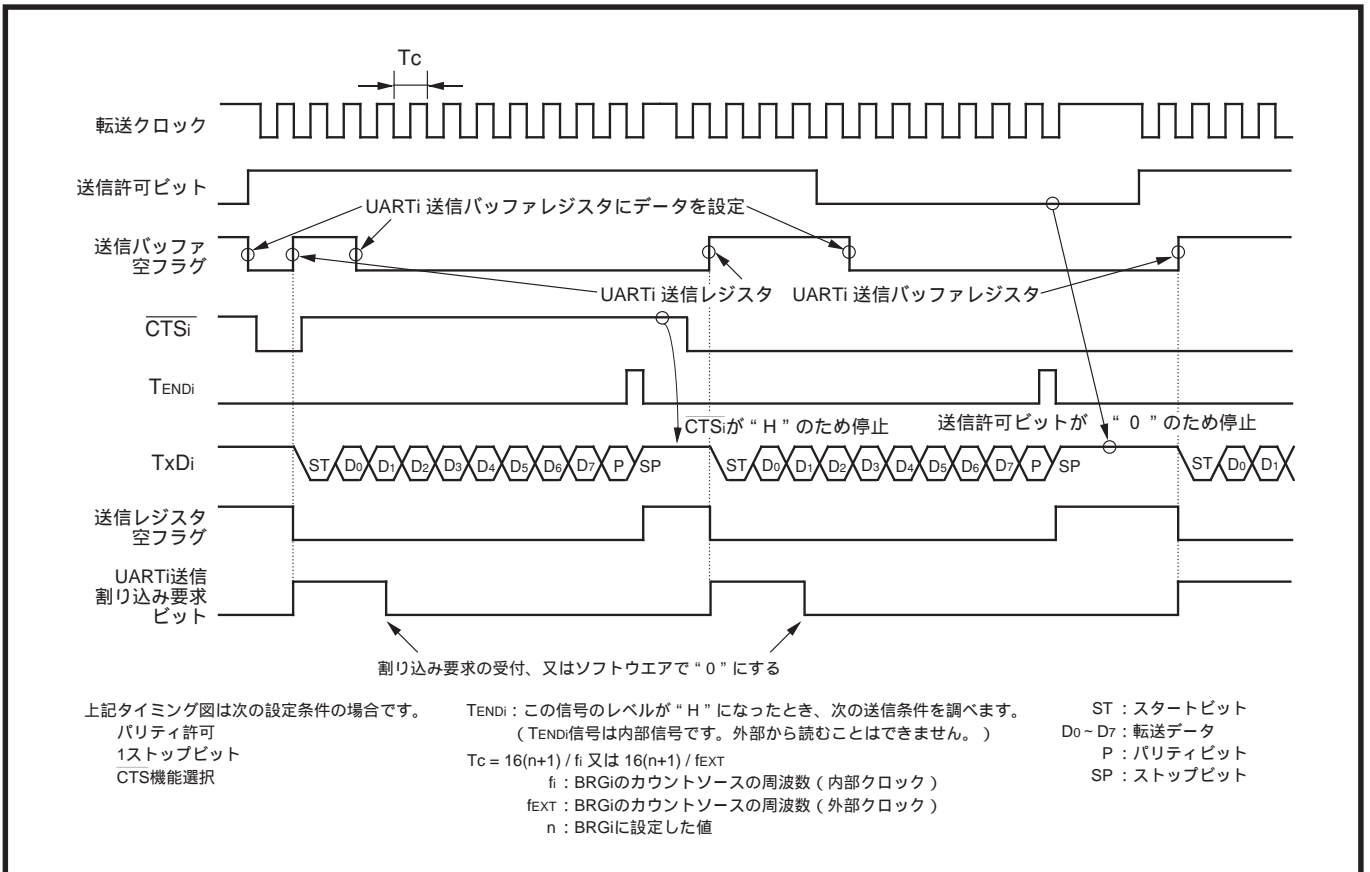 Tc
転送クロック
送信許可ビット
UARTi 送信バッファレジスタにデータを設定
送信バッファ
空フラグ
UARTi 送信レジスタ
UARTi 送信バッファレジスタ
CTSi
TENDi
CTSiが“H”のため停止
送信許可ビットが “0”のため停止
TxDi
ST D0 D1 D2 D3 D4 D5 D6 D7 P SP
ST D0 D1 D2 D3 D4 D5 D6 D7 P SP
ST D0 D1
送信レジスタ
空フラグ
UARTi送信
割り込み要求
ビット
割り込み要求の受付、又はソフトウエアで“0”にする
上記タイミング図は次の設定条件の場合です。
パリティ許可
1ストップビット
CTS機能選択
TENDi：この信号のレベルが“H”になったとき、次の送信条件を調べます。
（TENDi信号は内部信号です。外部から読むことはできません。）
Tc = 16(n+1) / fi 又は 16(n+1) / fEXT
fi：BRGiのカウントソースの周波数（内部クロック）
fEXT：BRGiのカウントソースの周波数（外部クロック）
n：BRGiに設定した値
ST：スタートビット
D0～D7：転送データ
P：パリティビット
SP：ストップビット